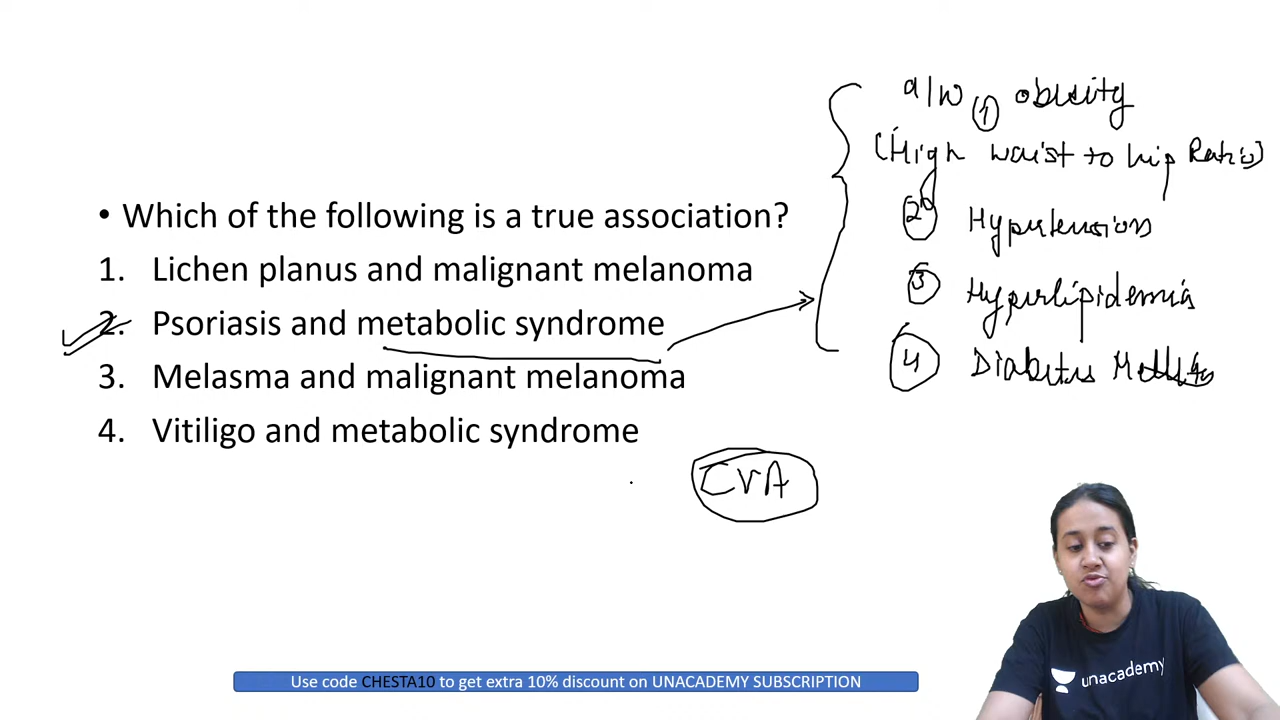 • Which of the following is a true association?
1. Lichen planus and malignant melanoma
2. Psoriasis and metabolic syndrome
3. Melasma and malignant melanoma
4. Vitiligo and metabolic syndrome
a/w ① obesity
(High waist to hip Ratio)
② Hypertension
③ Hyperlipidemia
④ Diabetes Mellitus
CVA
unacademy
Use code CHESTA10 to get extra 10% discount on UNACADEMY SUBSCRIPTION